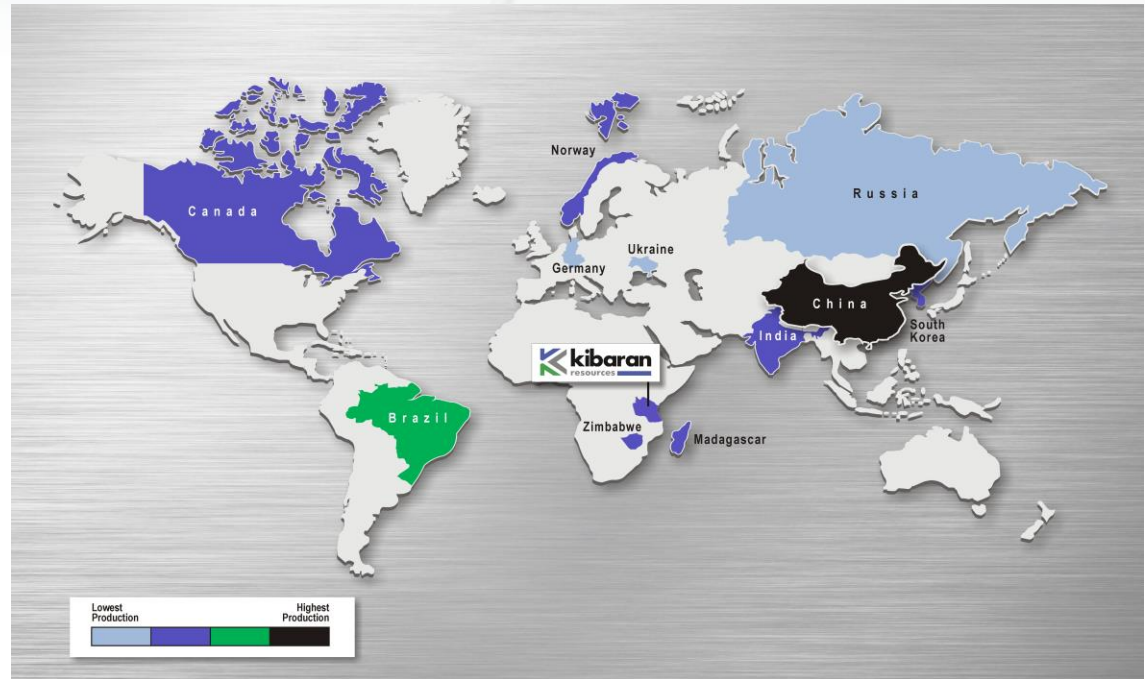 Norway
Russia
Canada
Ukraine
Germany
China
South
Korea
India
kibaran
resources
Brazil
Zimbabwe
Madagascar
Lowest
Production
Highest
Production